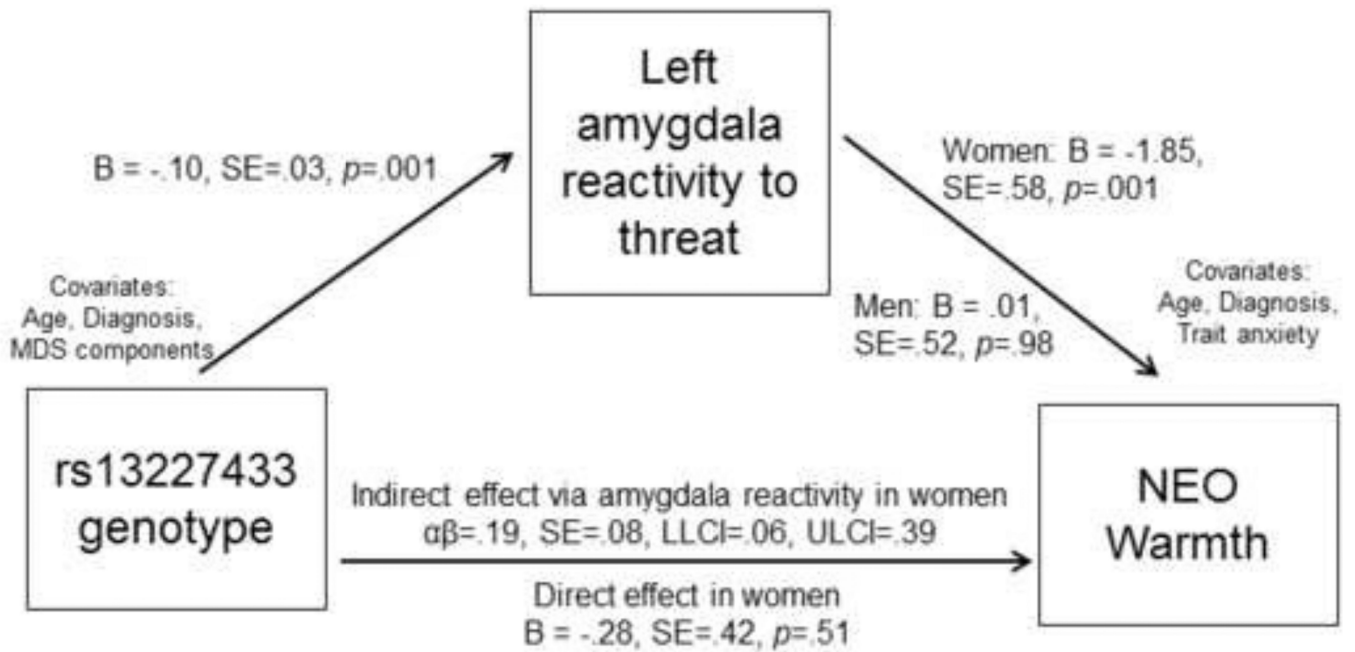 Left
amygdala
reactivity to
threat
B = -.10, SE=.03, p=.001
Women: B = -1.85,
SE=.58, p=.001
Covariates:
Age, Diagnosis,
MDS components
Men: B = .01,
SE=.52, p=.98
Covariates:
Age, Diagnosis,
Trait anxiety
rs13227433
genotype
Indirect effect via amygdala reactivity in women
αβ=.19, SE=.08, LLCI=.06, ULCI=.39
Direct effect in women
B = -.28, SE=.42, p=.51
NEO
Warmth